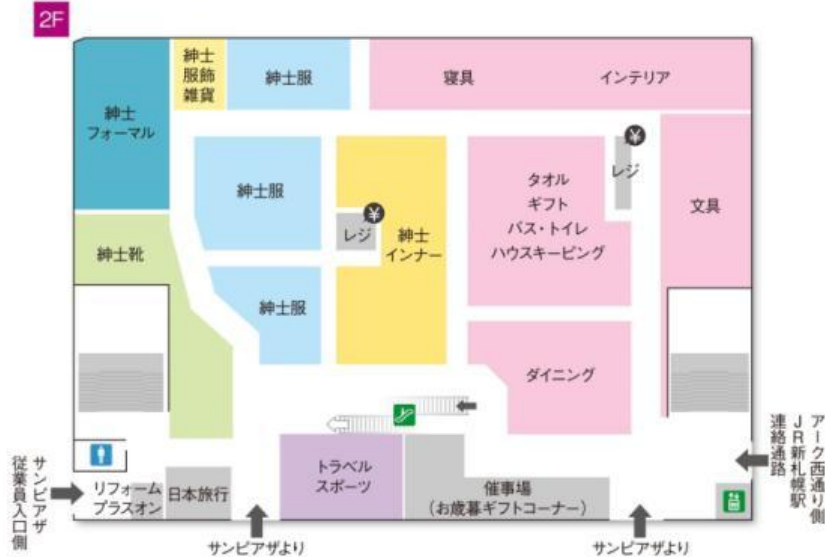 2F
紳士
フォーマル
紳士
服飾
雑貨
紳士服
寝具
インテリア
紳士服
レジ
¥
紳士
インナー
タオル
ギフト
バス・トイレ
ハウスキーピング
レジ
¥
文具
紳士靴
紳士服
ダイニング
トラベル
スポーツ
催事場
(お歳暮ギフトコーナー)
リフォーム
プラスオン
日本旅行
サンピアザ
従業員入口側
サンピアザより
サンピアザより
アーク西通り側
JR新札幌駅
連絡通路